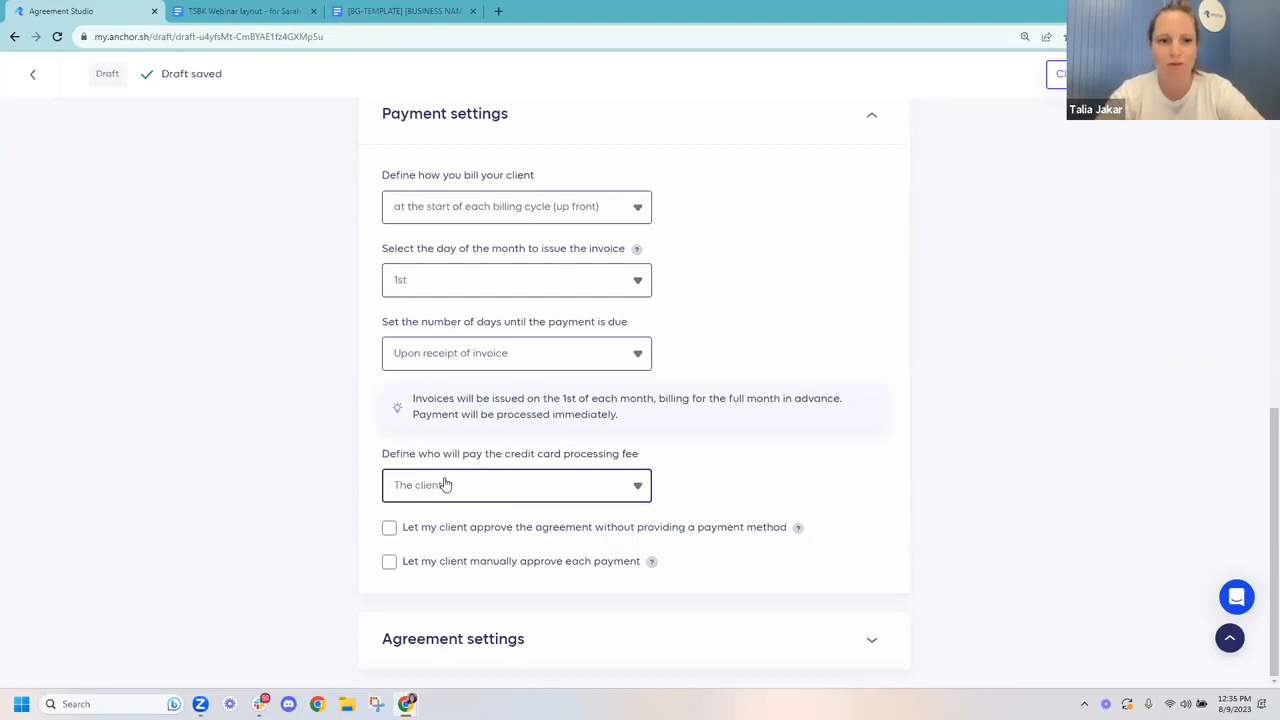 Agreement Studio
TSBK Webinar layout - for Sarah
[BG-TEMPLATE] [BUSINESS NAM
my.anchor.sh/draft/draft-u4yfsMt-CmBYAE1fz4GXMp5u
Draft
Draft saved
Talia Jakar
Payment settings
Define how you bill your client
at the start of each billing cycle (up front)
Select the day of the month to issue the invoice ?
1st
Set the number of days until the payment is due
Upon receipt of invoice
Invoices will be issued on the 1st of each month, billing for the full month in advance.
Payment will be processed immediately.
Define who will pay the credit card processing fee
The client
Let my client approve the agreement without providing a payment method ?
Let my client manually approve each payment ?
Agreement settings
Search
50
12:35 PM
8/9/2023